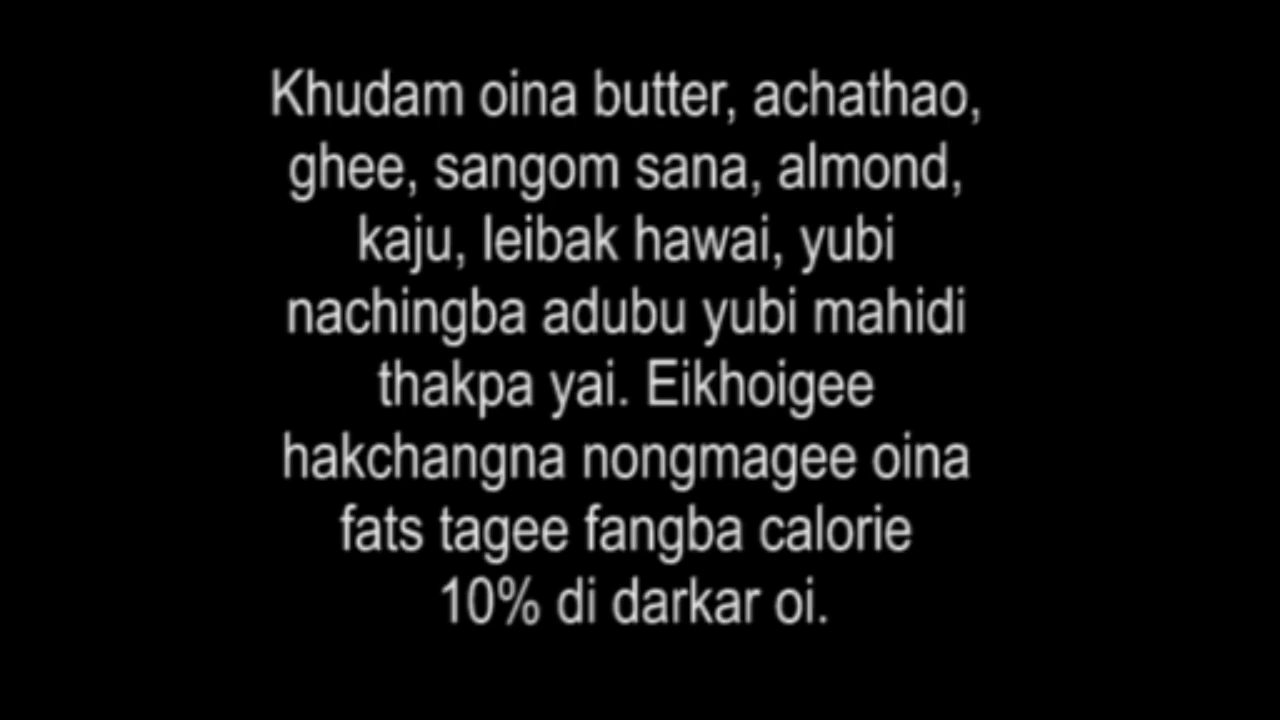 Khudam oina butter, achathao,
ghee, sangom sana, almond,
kaju, leibak hawai, yubi
nachingba adubu yubi mahidi
thakpa yai. Eikhoigee
hakchangna nongmagee oina
fats tagee fangba calorie
10% di darkar oi.